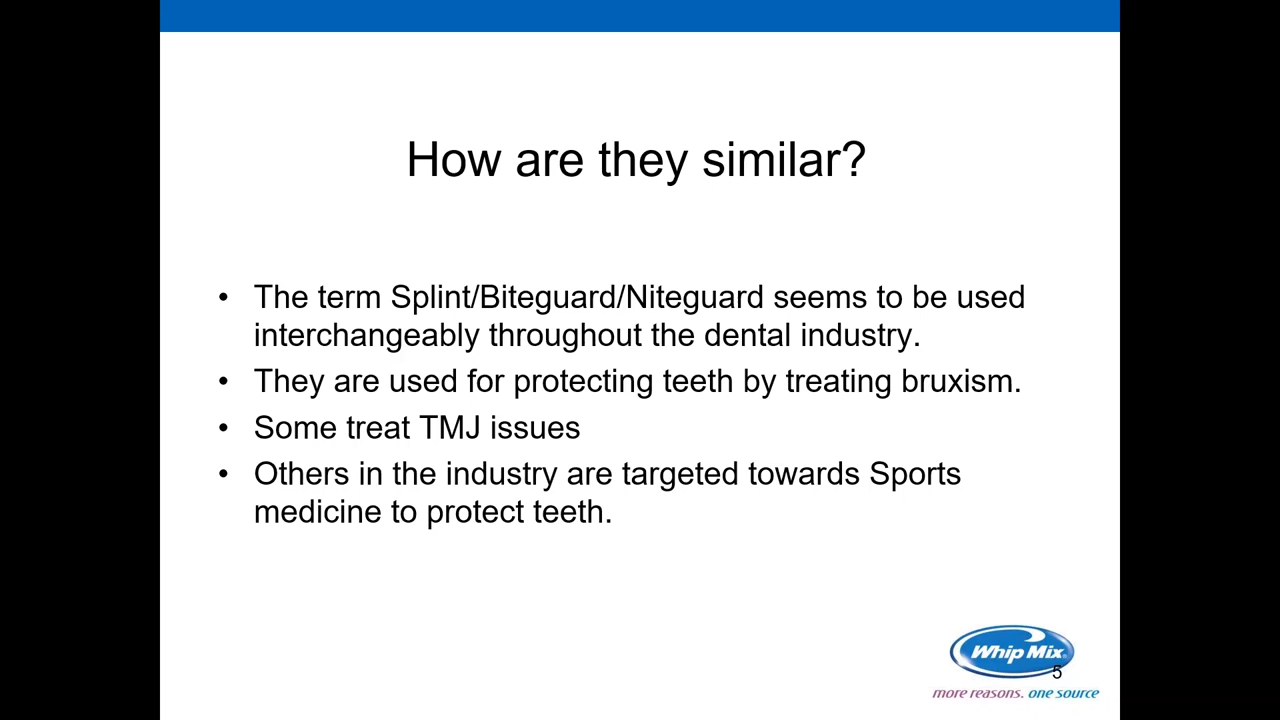 How are they similar?
• The term Splint/Biteguard/Niteguard seems to be used
interchangeably throughout the dental industry.
• They are used for protecting teeth by treating bruxism.
• Some treat TMJ issues
• Others in the industry are targeted towards Sports
medicine to protect teeth.
Whip Mix®
5
more reasons. one source